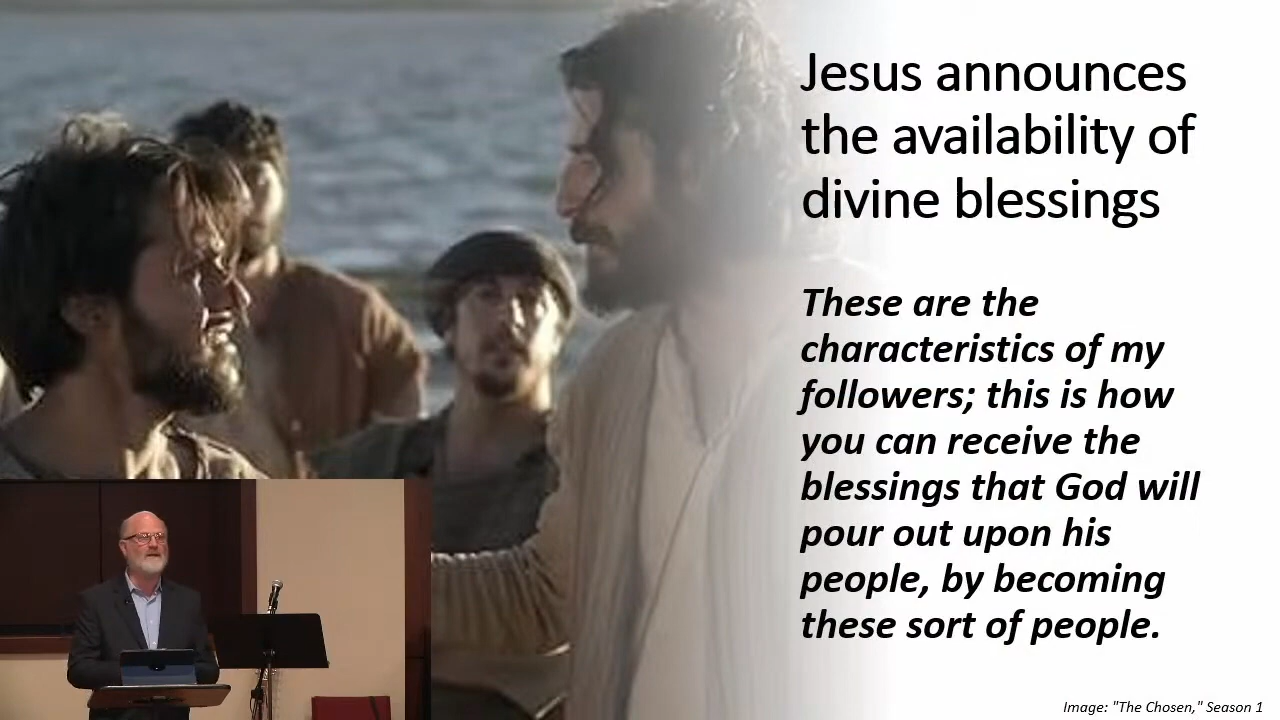 Jesus announces
the availability of
divine blessings
These are the
characteristics of my
followers; this is how
you can receive the
blessings that God will
pour out upon his
people, by becoming
these sort of people.
Image: "The Chosen," Season 1